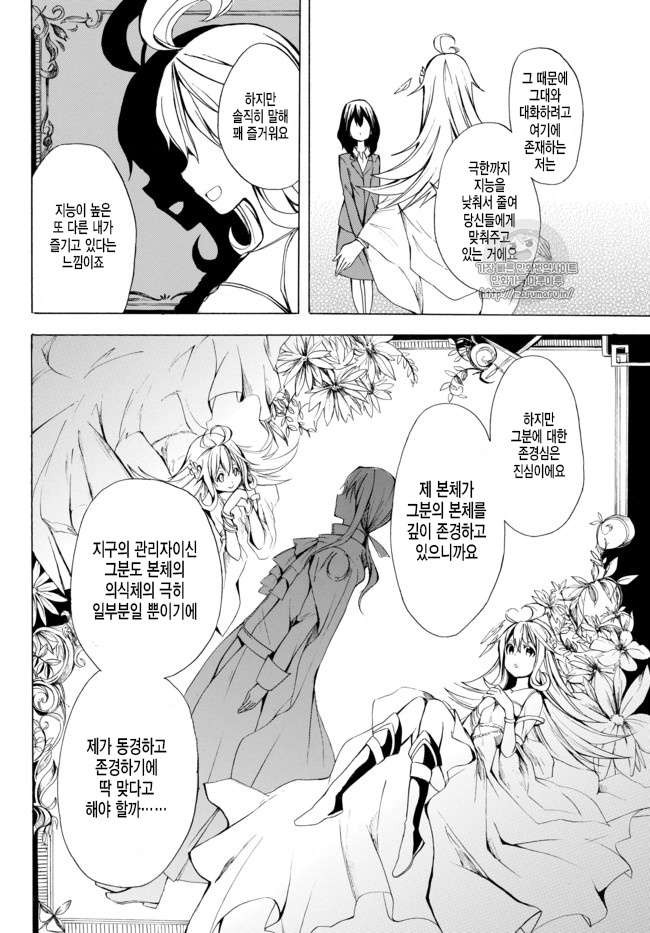 그 때문에
그대와
대화하려고
여기에
존재하는
저는
극한까지
지능을
낮춰서 줄여
당신들에게
맞춰주고
있는 거에요
하지만
솔직히 말해
꽤 즐거워요
지능이 높은
또 다른 내가
즐기고 있다는
느낌이죠
하지만
그분에 대한
존경심은
진심이에요
제 본체가
그분의 본체를
깊이 존경하고
있으니까요
지구의 관리자이신
그분도 본체의
의식체의 극히
일부분일 뿐이기에
제가 동경하고
존경하기에
딱 맞다고
해야 할까……